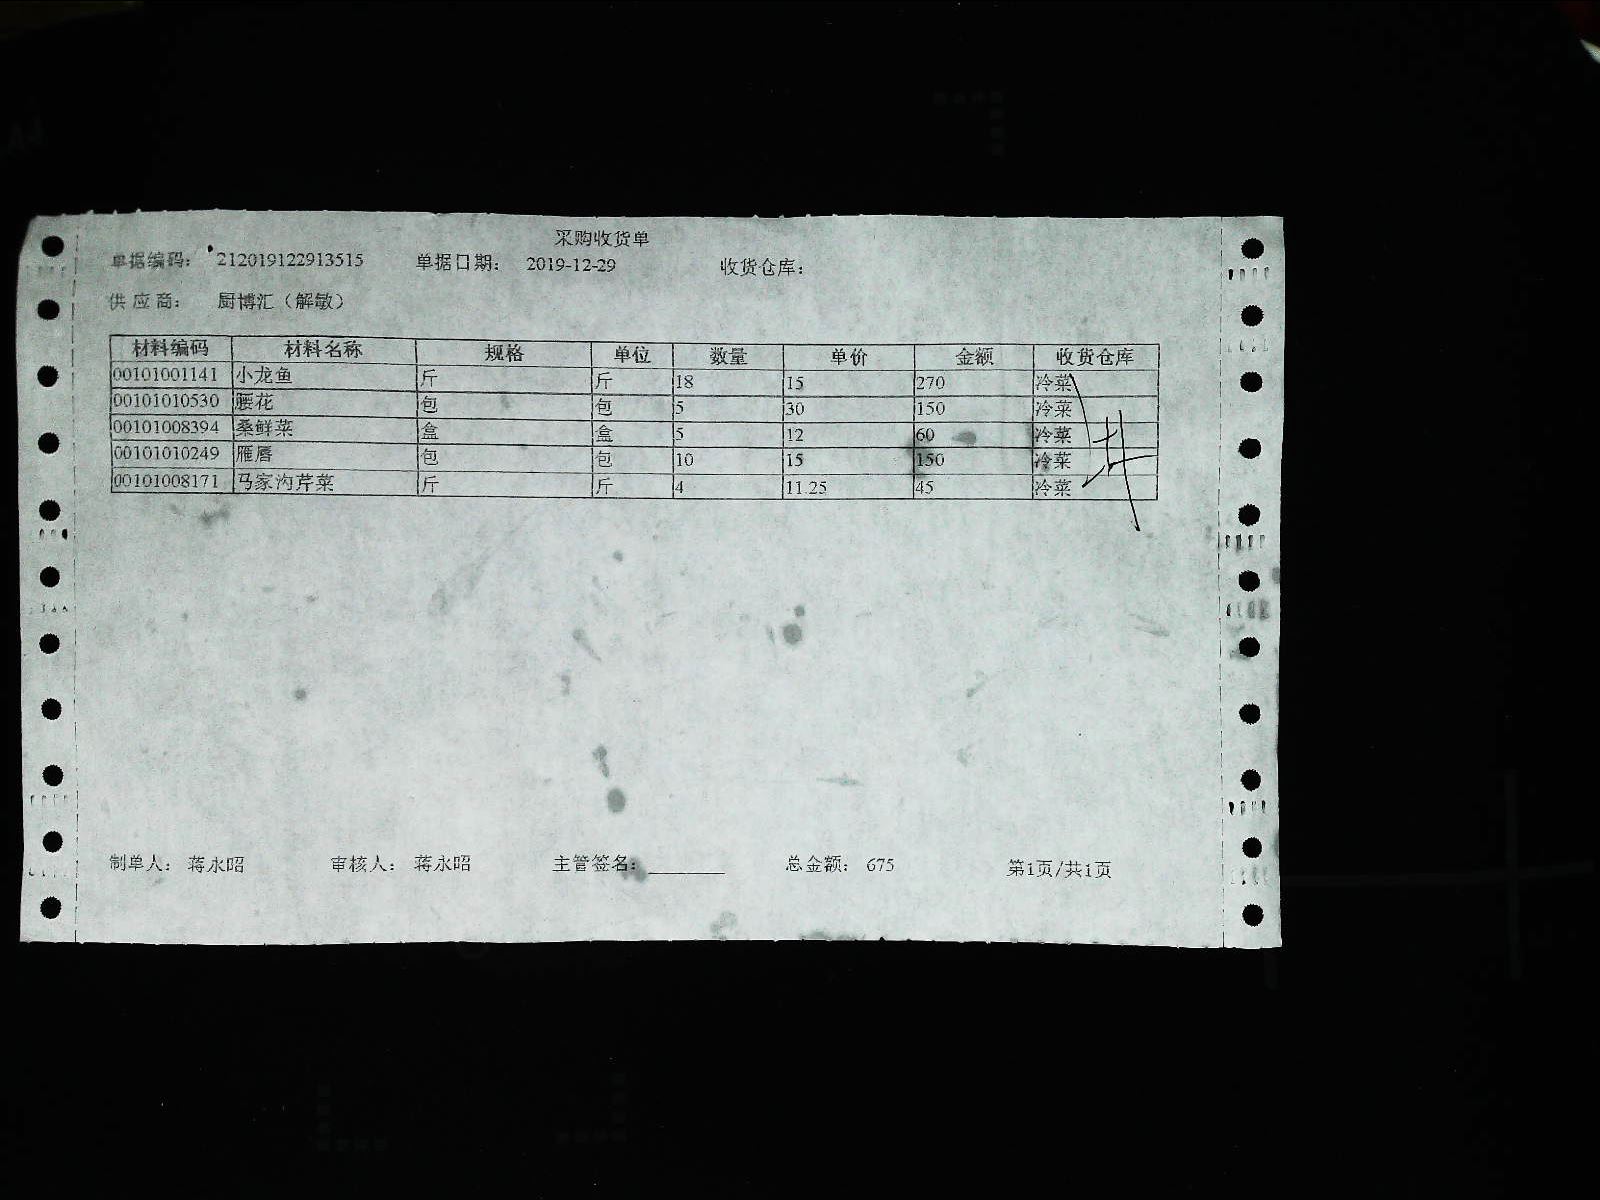 采购收货单
单据编码: 212019122913515 单据日期: 2019-12-29 收货仓库:
供应商: 厨博汇（解敏）
材料编码 材料名称 规格 单位 数量 单价 金额 收货仓库
00101001141 小龙鱼 斤 斤 18 15 270 冷菜
00101010530 腰花 包 包 5 30 150 冷菜
00101008394 桑鲜菜 盒 盒 5 12 60 冷菜
00101010249 雁唇 包 包 10 15 150 冷菜
00101008171 马家沟芹菜 斤 斤 4 11.25 45 冷菜
制单人: 蒋永昭 审核人: 蒋永昭 主管签名: 总金额: 675 第1页/共1页